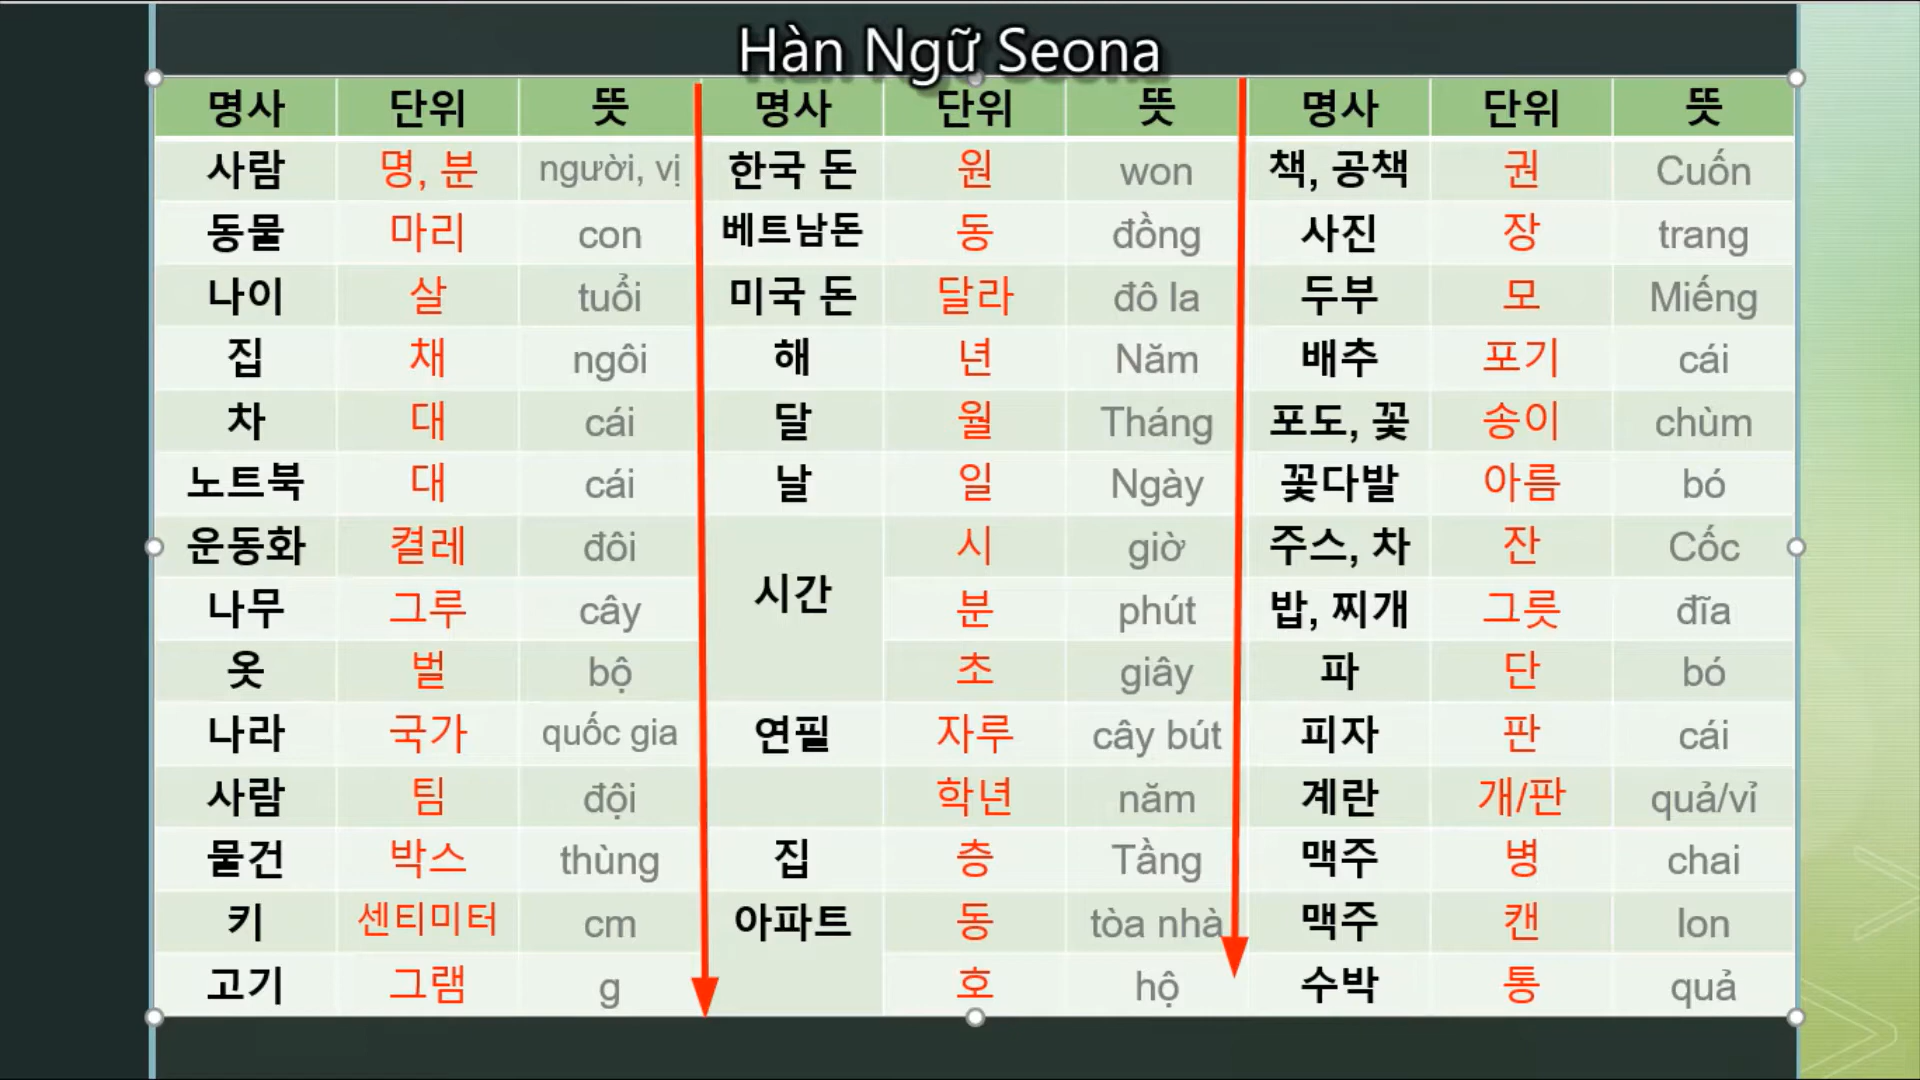 Hàn Ngữ Seona
명사 단위 뜻 명사 단위 뜻 명사 단위 뜻
사람 명, 분 người, vị 한국 돈 원 won 책, 공책 권 Cuốn
동물 마리 con 베트남돈 동 đồng 사진 장 trang
나이 살 tuổi 미국 돈 달라 đô la 두부 모 Miếng
집 채 ngôi 해 년 Năm 배추 포기 cái
차 대 cái 달 월 Tháng 포도, 꽃 송이 chùm
노트북 대 cái 날 일 Ngày 꽃다발 아름 bó
운동화 켤레 đôi 시간 시 giờ 주스, 차 잔 Cốc
나무 그루 cây 분 phút 밥, 찌개 그릇 đĩa
옷 벌 bộ 초 giây 파 단 bó
나라 국가 quốc gia 연필 자루 cây bút 피자 판 cái
사람 팀 đội 학년 năm 계란 개/판 quả/vỉ
물건 박스 thùng 집 층 Tầng 맥주 병 chai
키 센티미터 cm 아파트 동 tòa nhà 맥주 캔 lon
고기 그램 g 호 hộ 수박 통 quả